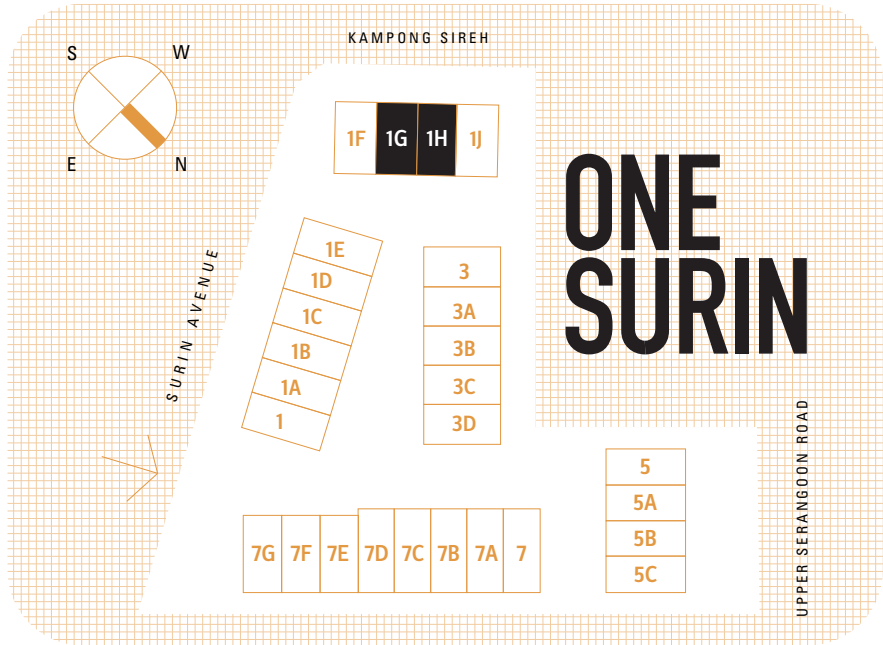 KAMPONG SIREH
S
W
E
N
1F 1G 1H 1J
ONE
SURIN
SURIN AVENUE
1E
1D
1C
1B
1A
1
3
3A
3B
3C
3D
UPPER SERANGOON ROAD
5
5A
5B
5C
7G 7F 7E 7D 7C 7B 7A 7